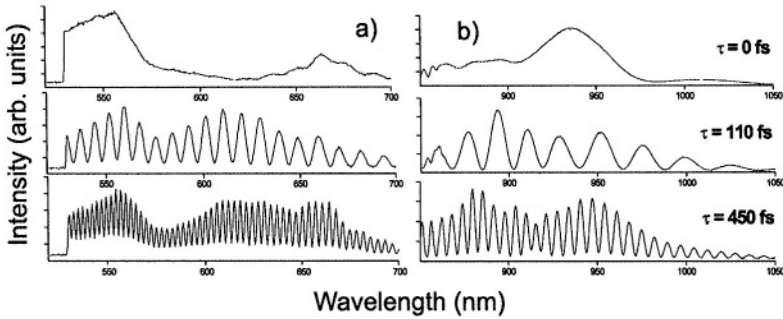 a)
b)
τ = 0 fs
550 600 650 700
900 950 1000 1050
τ = 110 fs
550 600 650 700
900 950 1000 1050
τ = 450 fs
550 600 650 700
900 950 1000 1050
Intensity (arb. units)
Wavelength (nm)